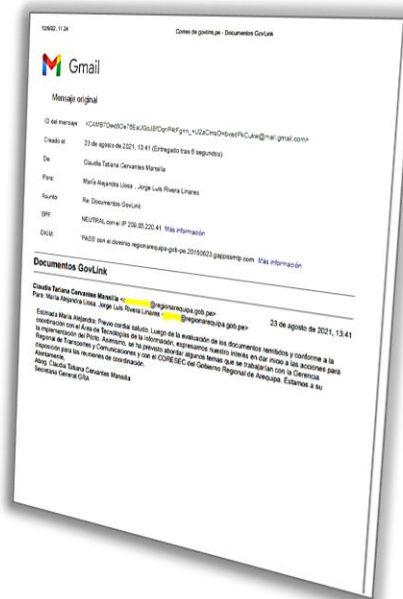 12/9/22, 11:24
Correo de govlink.pe - Documentos GovLink
Gmail
Mensaje original
ID del mensaje
Creado el:
23 de agosto de 2021, 13:41 (Entregado tras 6 segundos)
De:
Claudia Tatiana Cervantes Mansilla
Para:
María Alejandra Llosa , Jorge Luis Rivera Linares
Asunto:
Re: Documentos GovLink
SPF:
NEUTRAL con el IP 209.85.220.41 Más información
DKIM:
'PASS' con el dominio regionarequipa-gob-pe.20150623.gappssmtp.com Más información
Documentos GovLink
Claudia Tatiana Cervantes Mansilla @regionarequipa.gob.pe>
23 de agosto de 2021, 13:41
Para: María Alejandra Llosa, Jorge Luis Rivera Linares @regionarequipa.gob.pe>
Estimada María Alejandra: Previo cordial saludo. Luego de la evaluación de los documentos remitidos y conforme a la
coordinación con el Área de Tecnologías de la Información, expresamos nuestro interés en dar inicio a las acciones para
la implementación del Piloto. Asimismo, se ha previsto abordar algunos temas que se trabajarían con la Gerencia
Regional de Transportes y Comunicaciones y con el CORESEC del Gobierno Regional de Arequipa. Estamos a su
disposición para las reuniones de coordinación.
Atentamente,
Abog. Claudia Tatiana Cervantes Mansilla
Secretaria General GRA